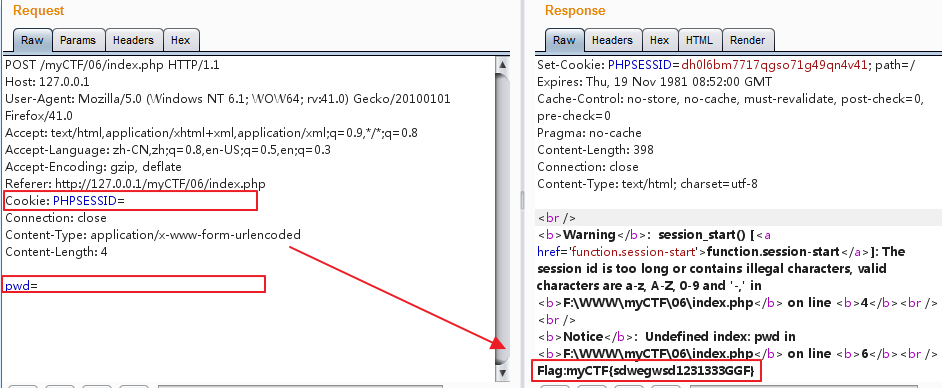 Request
Raw Params Headers Hex
POST /myCTF/06/index.php HTTP/1.1
Host: 127.0.0.1
User-Agent: Mozilla/5.0 (Windows NT 6.1; WOW64; rv:41.0) Gecko/20100101
Firefox/41.0
Accept: text/html,application/xhtml+xml,application/xml;q=0.9,*/*;q=0.8
Accept-Language: zh-CN,zh;q=0.8,en-US;q=0.5,en;q=0.3
Accept-Encoding: gzip, deflate
Referer: http://127.0.0.1/myCTF/06/index.php
Cookie: PHPSESSID=
Connection: close
Content-Type: application/x-www-form-urlencoded
Content-Length: 4
pwd=
Response
Raw Headers Hex HTML Render
Set-Cookie: PHPSESSID=dh0l6bm7717qgso71g49qn4v41; path=/
Expires: Thu, 19 Nov 1981 08:52:00 GMT
Cache-Control: no-store, no-cache, must-revalidate, post-check=0,
pre-check=0
Pragma: no-cache
Content-Length: 398
Connection: close
Content-Type: text/html; charset=utf-8
<br />
<b>Warning</b>:  session_start() [<a
href='function.session-start'>function.session-start</a>]: The
session id is too long or contains illegal characters, valid
characters are a-z, A-Z, 0-9 and '-,' in
<b>F:\WWW\myCTF\06\index.php</b> on line <b>4</b><br />
<br />
<b>Notice</b>:  Undefined index: pwd in
<b>F:\WWW\myCTF\06\index.php</b> on line <b>6</b><br />
Flag:myCTF{sdwegwsd1231333GGF}